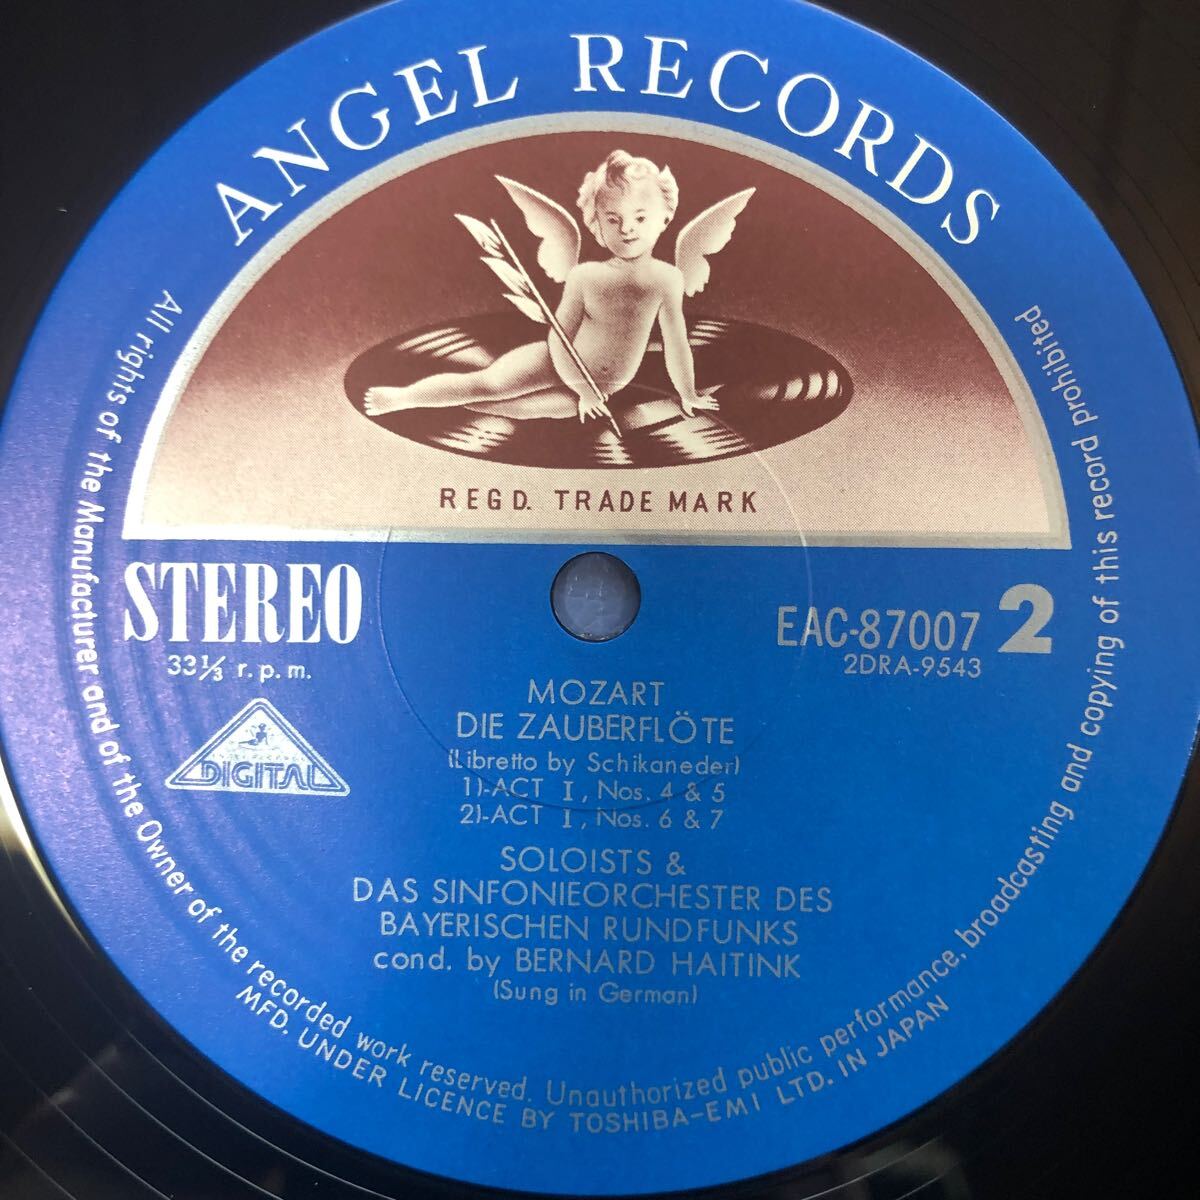 ANGEL RECORDS
REGD. TRADE MARK
STEREO
33⅓ r.p.m.
EAC-87007 2
2DRA-9543
DIGITAL
MOZART
DIE ZAUBERFLÖTE
(Libretto by Schikaneder)
1)-ACT I, Nos. 4 & 5
2)-ACT I, Nos. 6 & 7
SOLOISTS &
DAS SINFONIEORCHESTER DES
BAYERISCHEN RUNDFUNKS
cond. by BERNARD HAITINK
(Sung in German)
All rights of the Manufacturer and of the Owner of the recorded work reserved. Unauthorized public performance, broadcasting and copying of this record prohibited
MFD. UNDER LICENCE BY TOSHIBA-EMI LTD. IN JAPAN